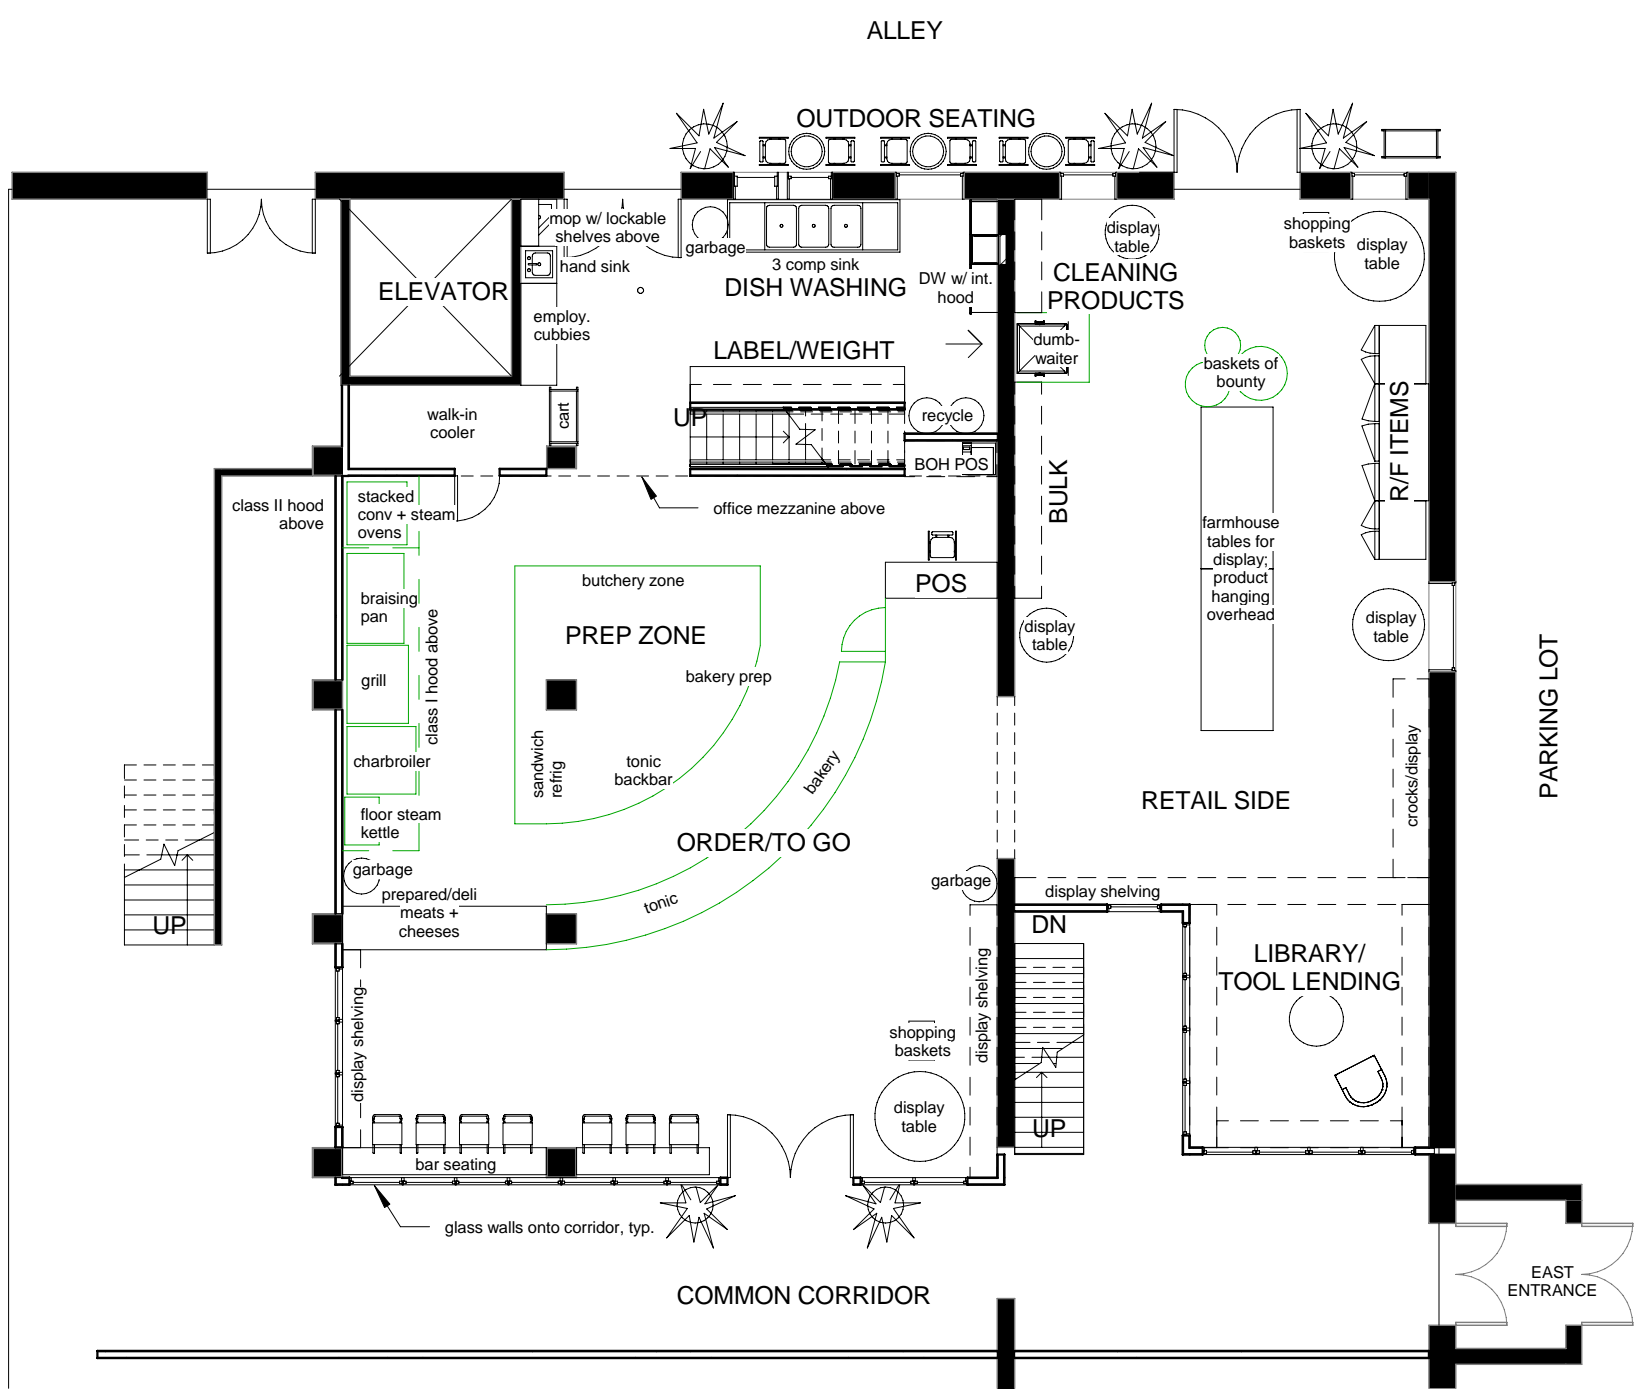 ALLEY
OUTDOOR SEATING
mop w/ lockable
shelves above
garbage
hand sink
3 comp sink
DISH WASHING
DW w/ int.
hood
ELEVATOR
employ.
cubbies
display
table
CLEANING
PRODUCTS
shopping
baskets
display
table
LABEL/WEIGHT
dumb-
waiter
baskets of
bounty
walk-in
cooler
cart
UP
recycle
BOH POS
BULK
R/F ITEMS
class II hood
above
stacked
conv + steam
ovens
office mezzanine above
farmhouse
tables for
display;
product
hanging
overhead
butchery zone
POS
braising
pan
PREP ZONE
display
table
display
table
class I hood above
grill
bakery prep
PARKING LOT
charbroiler
sandwich
refrig
tonic
backbar
bakery
crocks/display
RETAIL SIDE
floor steam
kettle
ORDER/TO GO
garbage
garbage
prepared/deli
meats +
cheeses
tonic
display shelving
UP
DN
LIBRARY/
TOOL LENDING
display shelving
display shelving
shopping
baskets
display
table
UP
bar seating
glass walls onto corridor, typ.
EAST
ENTRANCE
COMMON CORRIDOR